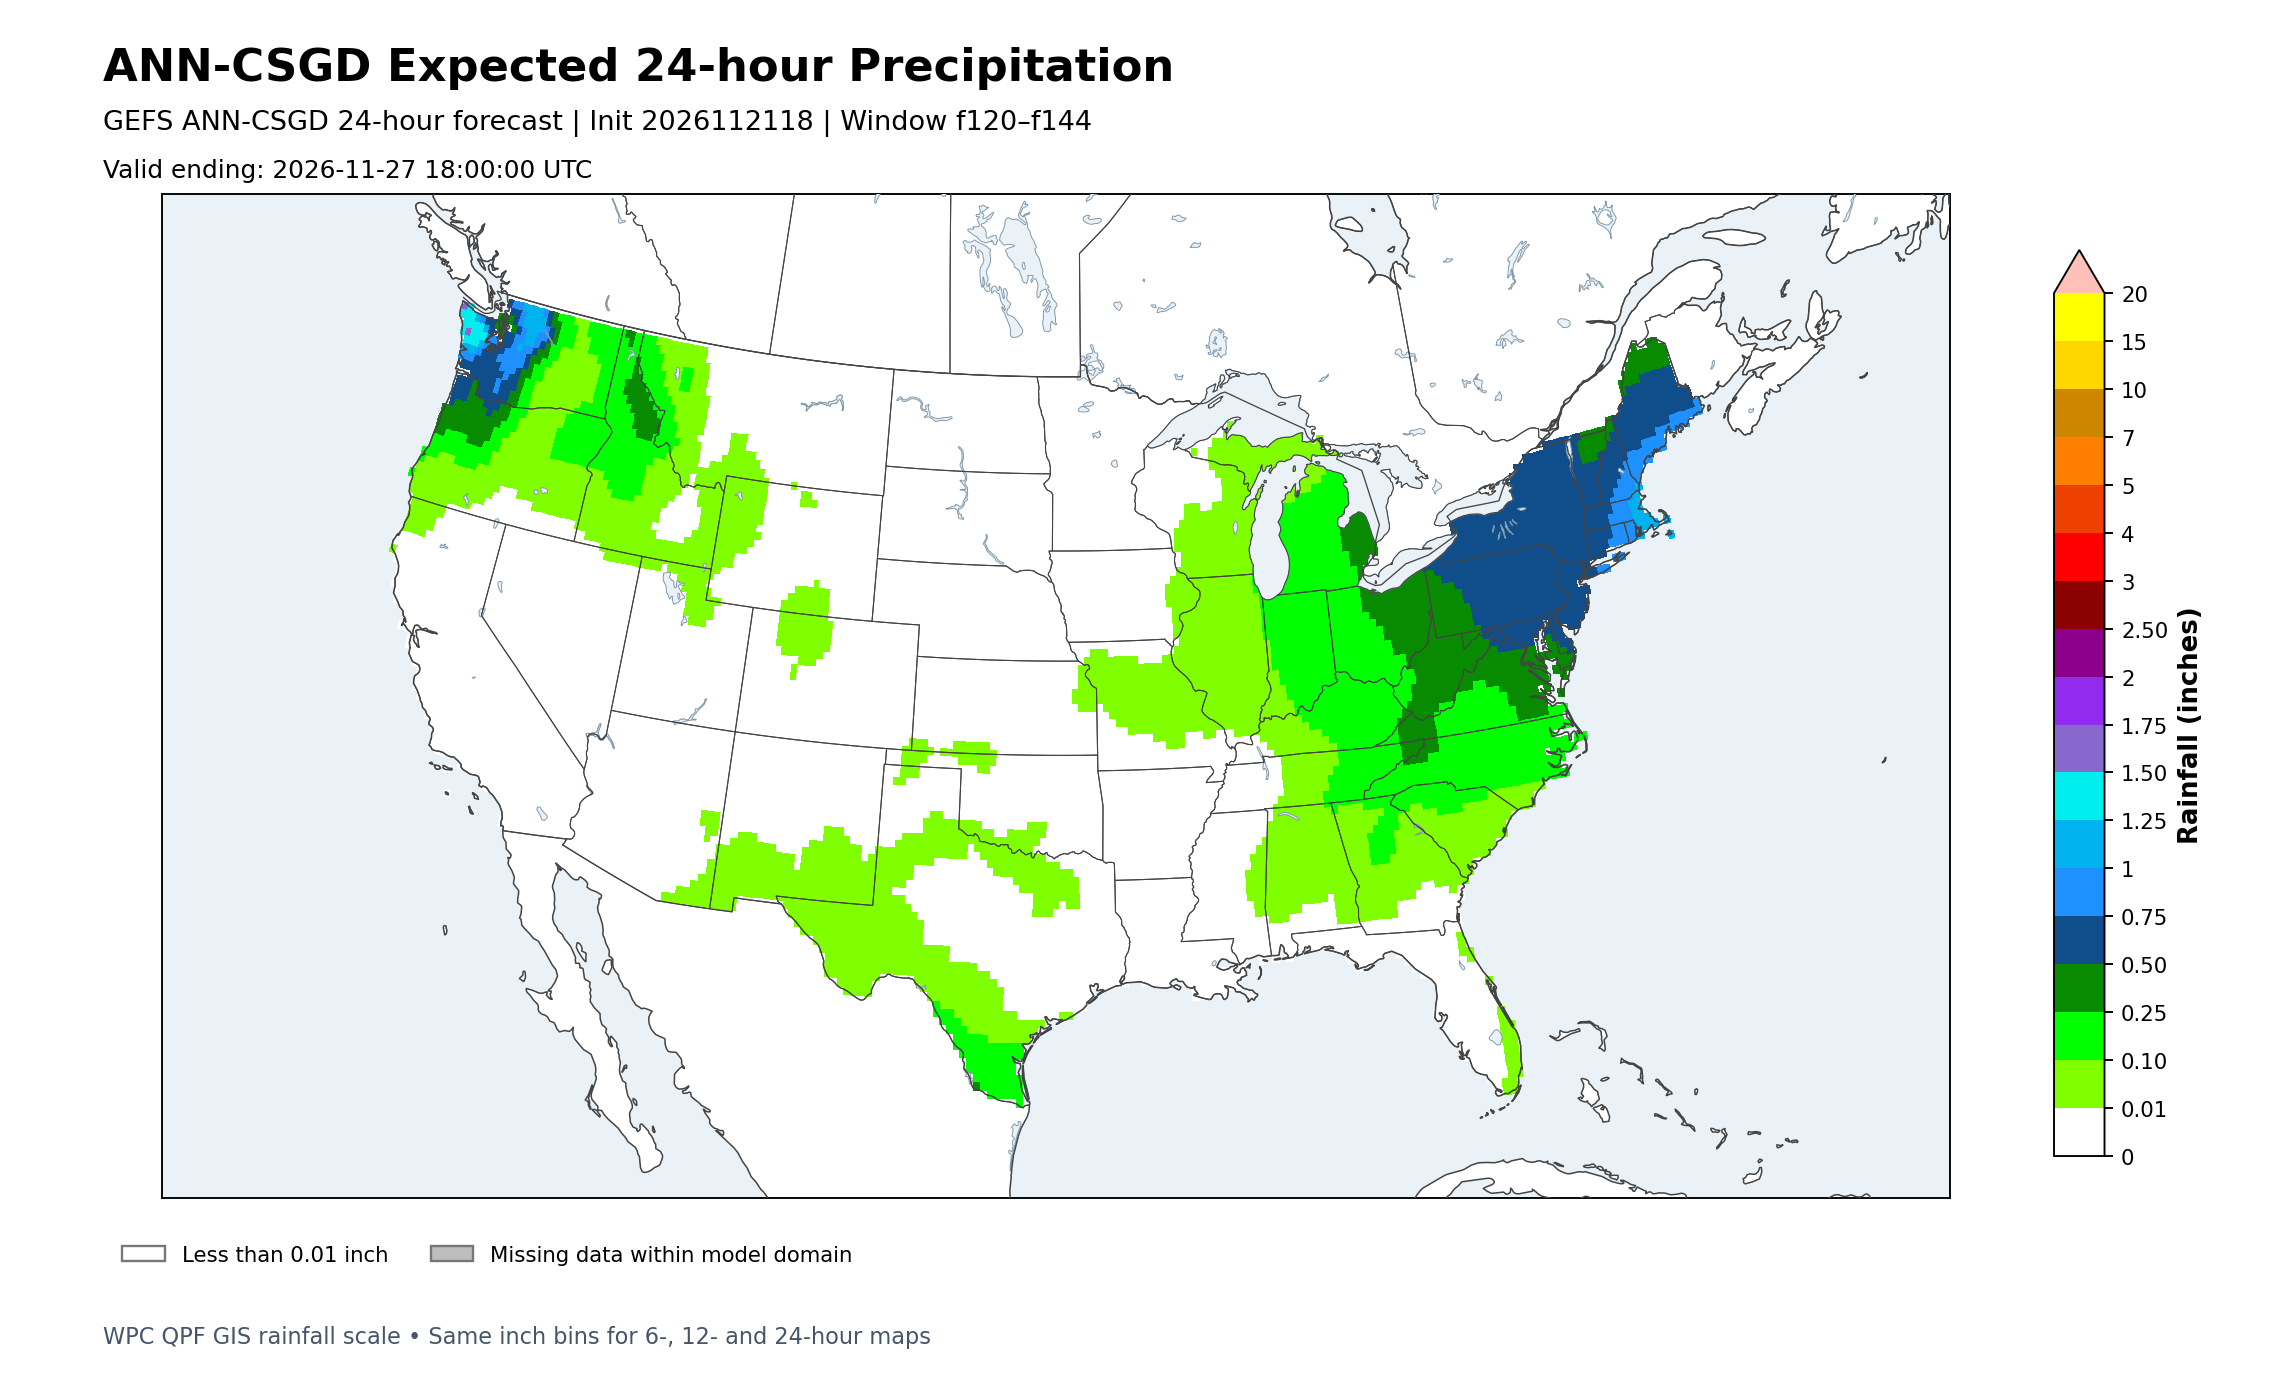 ANN-CSGD Expected 24-hour Precipitation
GEFS ANN-CSGD 24-hour forecast | Init 2026112118 | Window f120–f144
Valid ending: 2026-11-27 18:00:00 UTC
20
15
10
7
5
4
3
2.50
2
1.75
1.50
1.25
1
0.75
0.50
0.25
0.10
0.01
0
Rainfall (inches)
Less than 0.01 inch
Missing data within model domain
WPC QPF GIS rainfall scale • Same inch bins for 6-, 12- and 24-hour maps